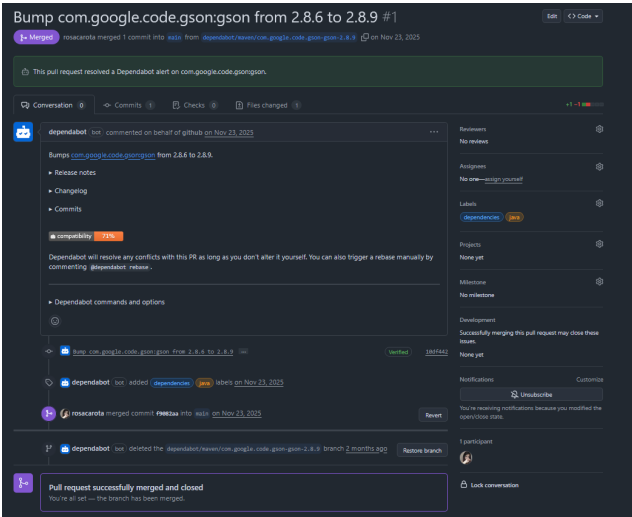 Bump com.google.code.gson:gson from 2.8.6 to 2.8.9 #1
Edit
Code
Merged
rosacarota merged 1 commit into main from dependabot/maven/com.google.code.gson-gson-2.8.9 on Nov 23, 2025
This pull request resolved a Dependabot alert on com.google.code.gson:gson.
Conversation 0
Commits 1
Checks 0
Files changed 1
+1 −1
dependabot bot commented on behalf of github on Nov 23, 2025
Bumps com.google.code.gson:gson from 2.8.6 to 2.8.9.
Release notes
Changelog
Commits
compatibility 71%
Dependabot will resolve any conflicts with this PR as long as you don't alter it yourself. You can also trigger a rebase manually by
commenting @dependabot rebase.
Dependabot commands and options
Bump com.google.code.gson:gson from 2.8.6 to 2.8.9
Verified
10df442
dependabot bot added dependencies java labels on Nov 23, 2025
rosacarota merged commit f9082aa into main on Nov 23, 2025
Revert
dependabot bot deleted the dependabot/maven/com.google.code.gson-gson-2.8.9 branch 2 months ago
Restore branch
Pull request successfully merged and closed
You're all set — the branch has been merged.
Reviewers
No reviews
Assignees
No one—assign yourself
Labels
dependencies java
Projects
None yet
Milestone
No milestone
Development
Successfully merging this pull request may close these
issues.
None yet
Notifications
Customize
Unsubscribe
You're receiving notifications because you modified the
open/close state.
1 participant
Lock conversation